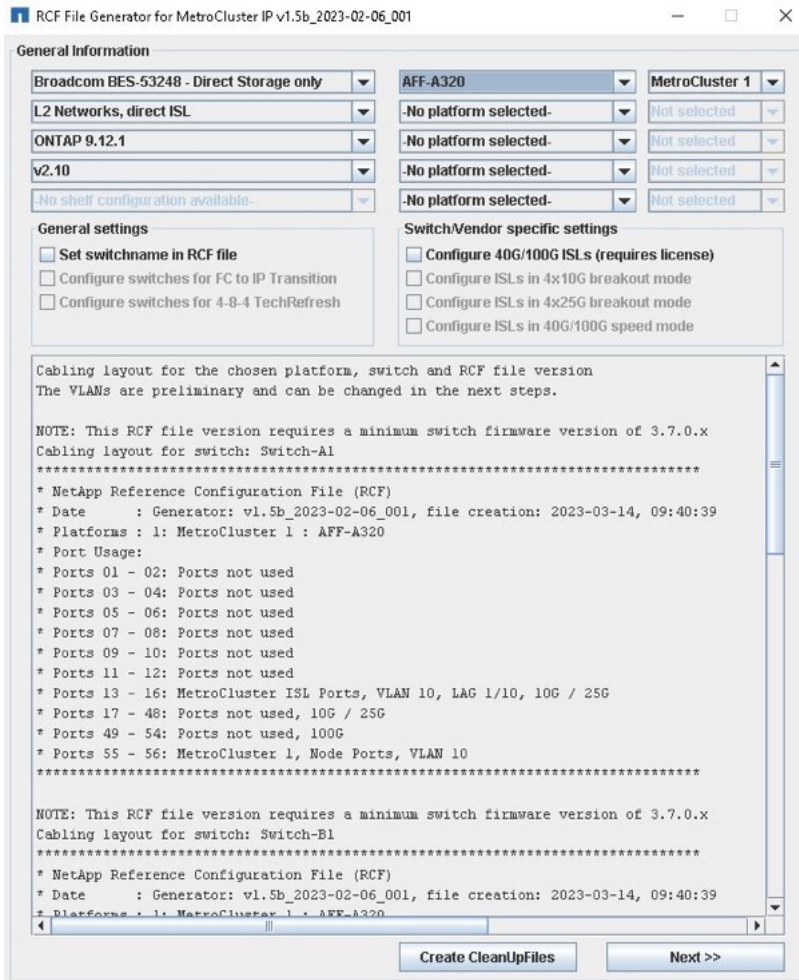 RCF File Generator for MetroCluster IP v1.5b_2023-02-06_001
General Information
Broadcom BES-53248 - Direct Storage only AFF-A320 MetroCluster 1
L2 Networks, direct ISL -No platform selected- Not selected
ONTAP 9.12.1 -No platform selected- Not selected
v2.10 -No platform selected- Not selected
-No shelf configuration available- -No platform selected- Not selected
General settings Switch/Vendor specific settings
Set switchname in RCF file Configure 40G/100G ISLs (requires license)
Configure switches for FC to IP Transition Configure ISLs in 4x10G breakout mode
Configure switches for 4-8-4 TechRefresh Configure ISLs in 4x25G breakout mode
Configure ISLs in 40G/100G speed mode
Cabling layout for the chosen platform, switch and RCF file version
The VLANs are preliminary and can be changed in the next steps.
NOTE: This RCF file version requires a minimum switch firmware version of 3.7.0.x
Cabling layout for switch: Switch-A1
********************************************************************************
* NetApp Reference Configuration File (RCF)
* Date : Generator: v1.5b_2023-02-06_001, file creation: 2023-03-14, 09:40:39
* Platforms : 1: MetroCluster 1 : AFF-A320
* Port Usage:
* Ports 01 - 02: Ports not used
* Ports 03 - 04: Ports not used
* Ports 05 - 06: Ports not used
* Ports 07 - 08: Ports not used
* Ports 09 - 10: Ports not used
* Ports 11 - 12: Ports not used
* Ports 13 - 16: MetroCluster ISL Ports, VLAN 10, LAG 1/10, 10G / 25G
* Ports 17 - 48: Ports not used, 10G / 25G
* Ports 49 - 54: Ports not used, 100G
* Ports 55 - 56: MetroCluster 1, Node Ports, VLAN 10
********************************************************************************
NOTE: This RCF file version requires a minimum switch firmware version of 3.7.0.x
Cabling layout for switch: Switch-B1
********************************************************************************
* NetApp Reference Configuration File (RCF)
* Date : Generator: v1.5b_2023-02-06_001, file creation: 2023-03-14, 09:40:39
* Platforms : 1: MetroCluster 1 : AFF-A320
Create CleanUpFiles Next >>